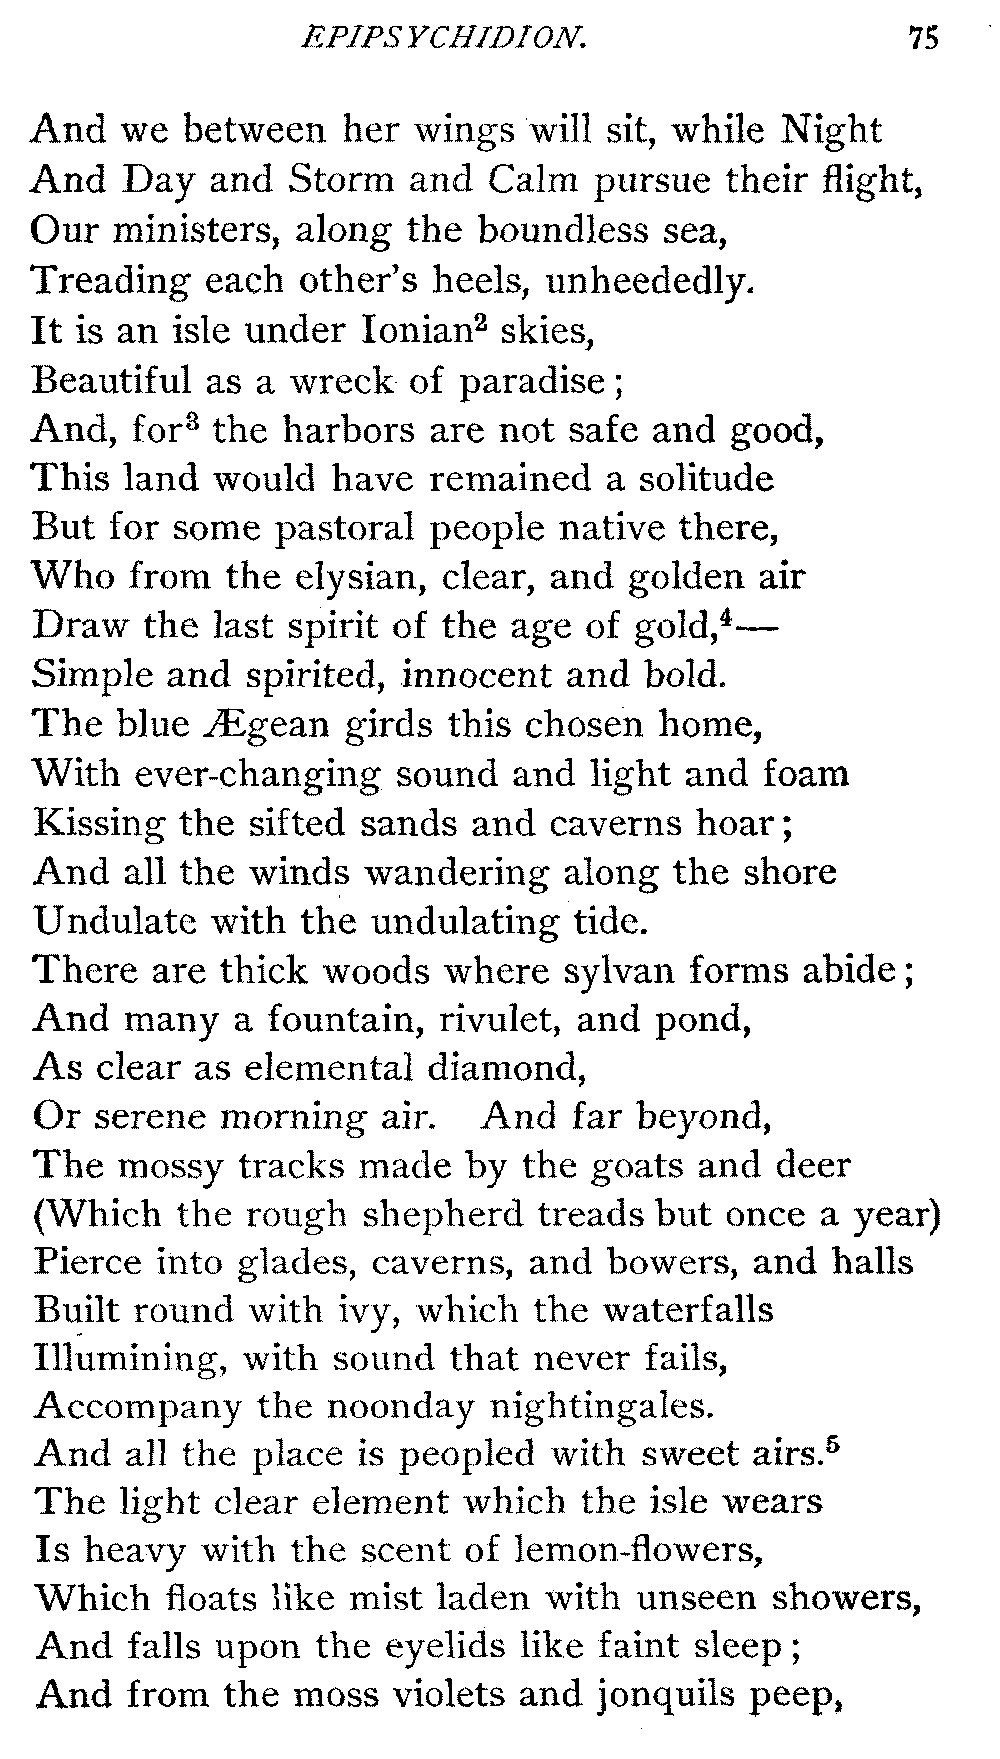 EPIPSYCHIDION. 75
And we between her wings will sit, while Night
And Day and Storm and Calm pursue their flight,
Our ministers, along the boundless sea,
Treading each other's heels, unheededly.
It is an isle under Ionian² skies,
Beautiful as a wreck of paradise ;
And, for³ the harbors are not safe and good,
This land would have remained a solitude
But for some pastoral people native there,
Who from the elysian, clear, and golden air
Draw the last spirit of the age of gold,⁴—
Simple and spirited, innocent and bold.
The blue Ægean girds this chosen home,
With ever-changing sound and light and foam
Kissing the sifted sands and caverns hoar ;
And all the winds wandering along the shore
Undulate with the undulating tide.
There are thick woods where sylvan forms abide ;
And many a fountain, rivulet, and pond,
As clear as elemental diamond,
Or serene morning air. And far beyond,
The mossy tracks made by the goats and deer
(Which the rough shepherd treads but once a year)
Pierce into glades, caverns, and bowers, and halls
Built round with ivy, which the waterfalls
Illumining, with sound that never fails,
Accompany the noonday nightingales.
And all the place is peopled with sweet airs.⁵
The light clear element which the isle wears
Is heavy with the scent of lemon-flowers,
Which floats like mist laden with unseen showers,
And falls upon the eyelids like faint sleep ;
And from the moss violets and jonquils peep,